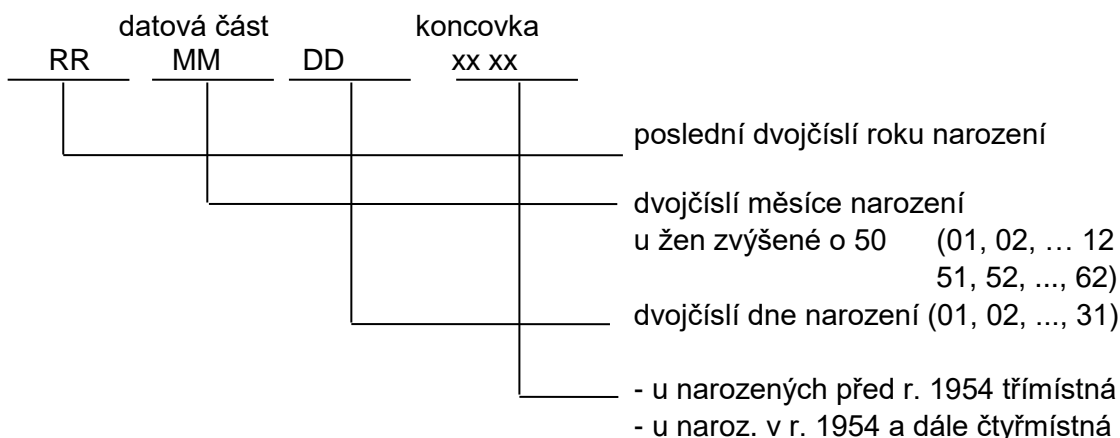 datová část koncovka
RR MM DD xx xx
poslední dvojčíslí roku narození
dvojčíslí měsíce narození
u žen zvýšené o 50 (01, 02, … 12
51, 52, ..., 62)
dvojčíslí dne narození (01, 02, ..., 31)
- u narozených před r. 1954 třímístná
- u naroz. v r. 1954 a dále čtyřmístná